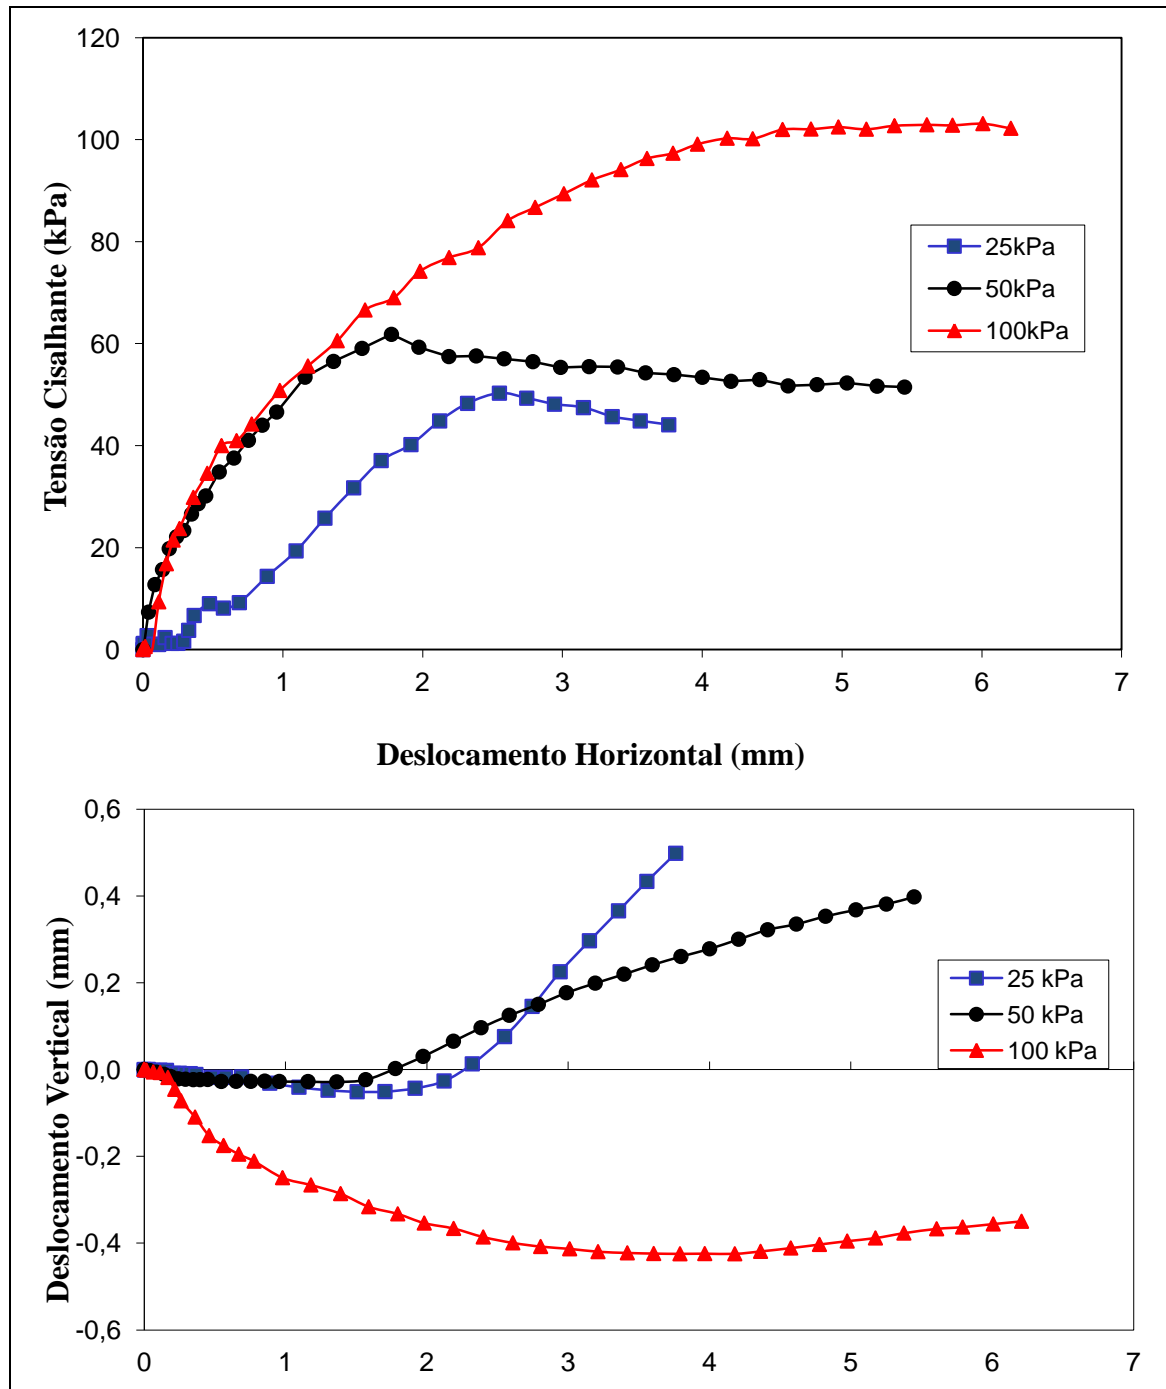 120
100
80
60
40
20
0
Tensão Cisalhante (kPa)
25kPa
50kPa
100kPa
0 1 2 3 4 5 6 7
Deslocamento Horizontal (mm)
0,6
0,4
0,2
0,0
-0,2
-0,4
-0,6
Deslocamento Vertical (mm)
25 kPa
50 kPa
100 kPa
0 1 2 3 4 5 6 7